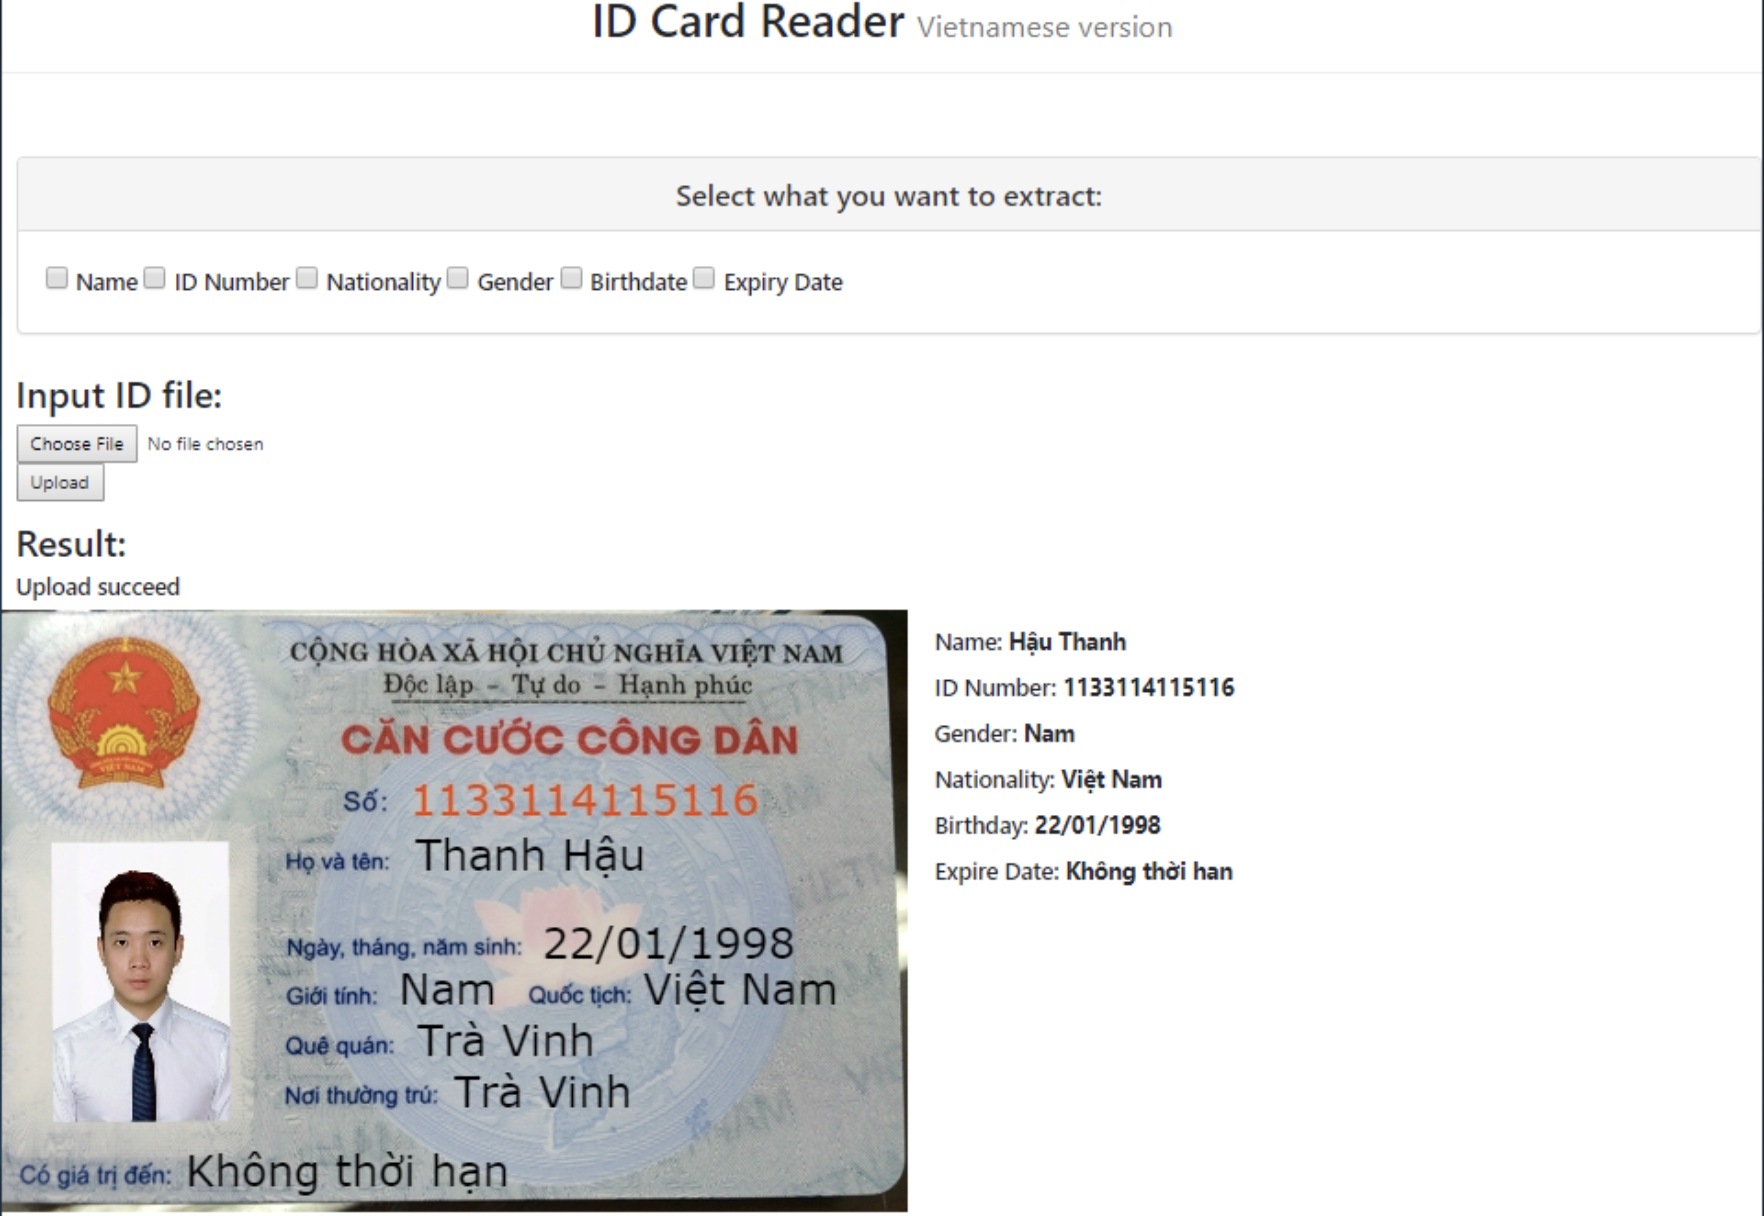 ID Card Reader Vietnamese version
Select what you want to extract:
Name ID Number Nationality Gender Birthdate Expiry Date
Input ID file:
Choose File No file chosen
Upload
Result:
Upload succeed
CỘNG HÒA XÃ HỘI CHỦ NGHĨA VIỆT NAM
Độc lập - Tự do - Hạnh phúc
CĂN CƯỚC CÔNG DÂN
Số: 1133114115116
Họ và tên: Thanh Hậu
Ngày, tháng, năm sinh: 22/01/1998
Giới tính: Nam Quốc tịch: Việt Nam
Quê quán: Trà Vinh
Nơi thường trú: Trà Vinh
Có giá trị đến: Không thời hạn
VIỆT NAM
Name: Hậu Thanh
ID Number: 1133114115116
Gender: Nam
Nationality: Việt Nam
Birthday: 22/01/1998
Expire Date: Không thời han